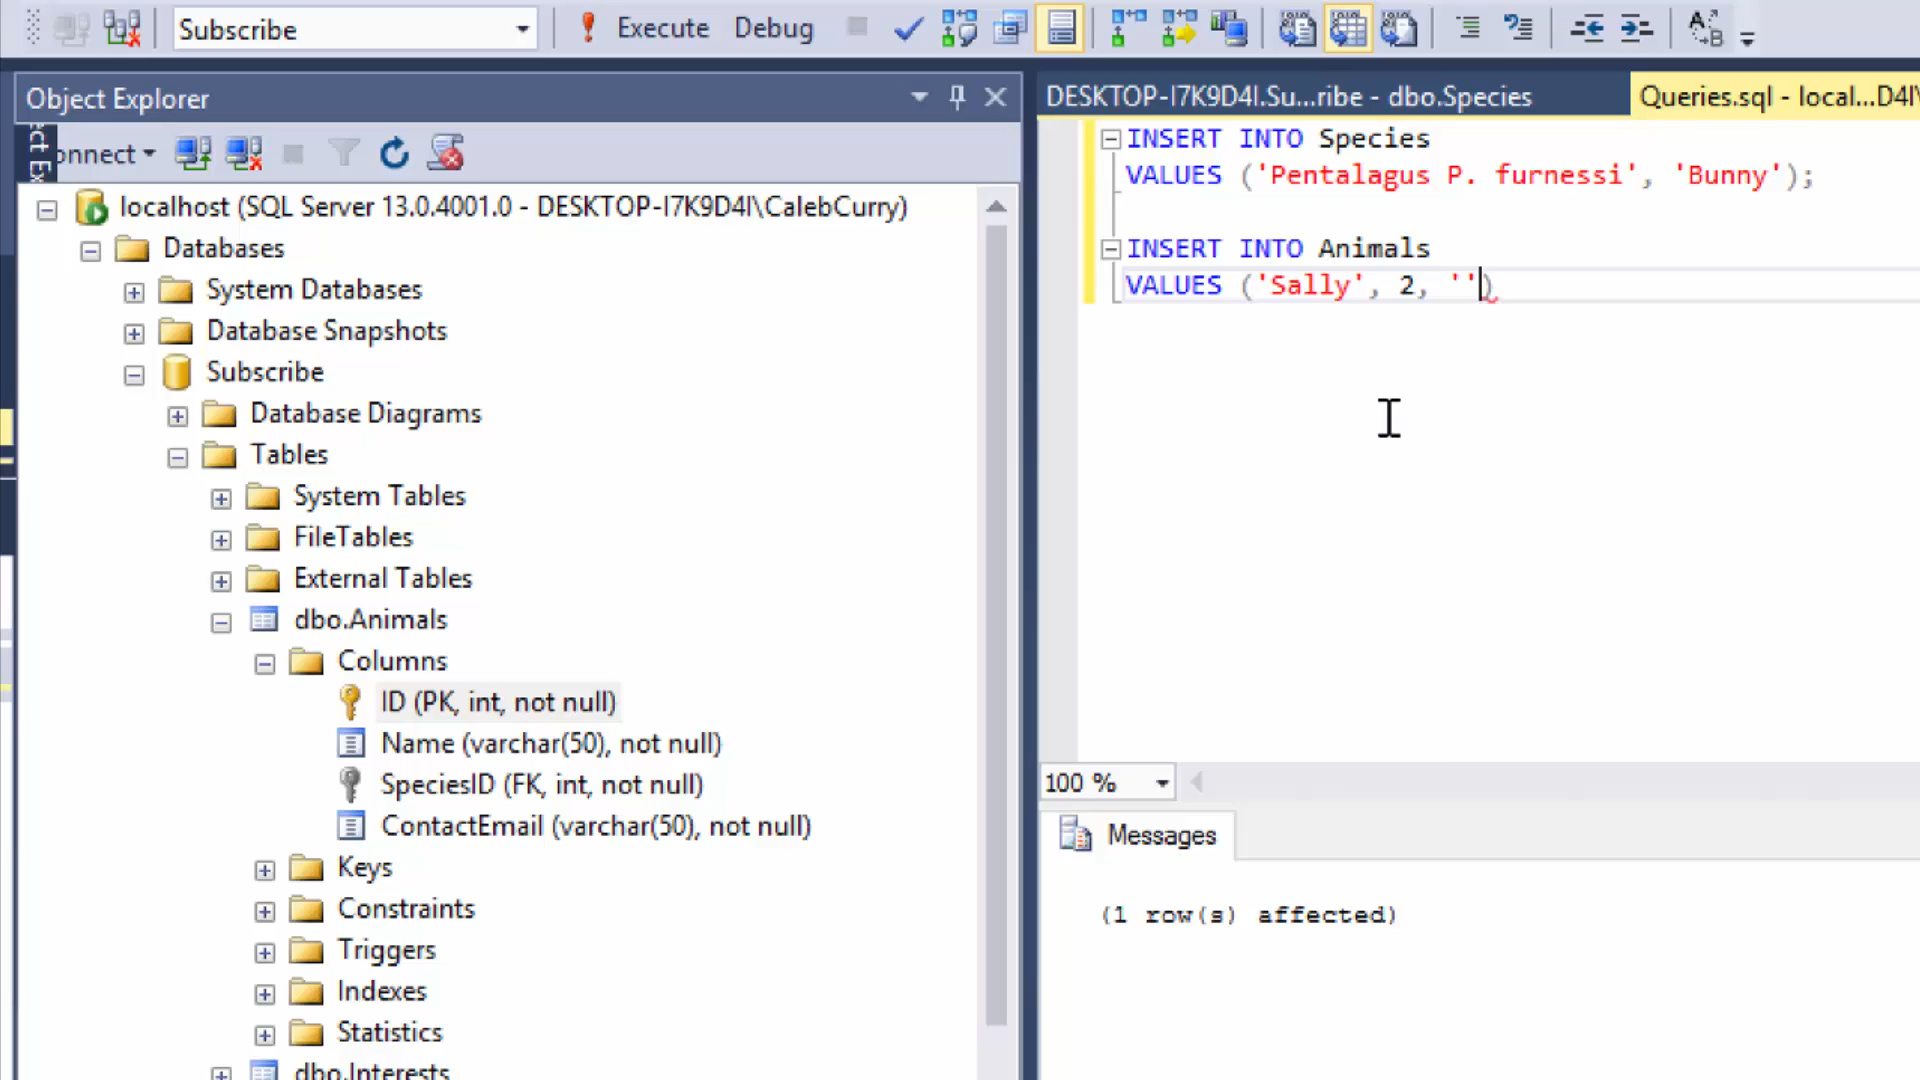 Subscribe Execute Debug
Object Explorer
onnect
localhost (SQL Server 13.0.4001.0 - DESKTOP-I7K9D4I\CalebCurry)
Databases
System Databases
Database Snapshots
Subscribe
Database Diagrams
Tables
System Tables
FileTables
External Tables
dbo.Animals
Columns
ID (PK, int, not null)
Name (varchar(50), not null)
SpeciesID (FK, int, not null)
ContactEmail (varchar(50), not null)
Keys
Constraints
Triggers
Indexes
Statistics
dbo.Interests
DESKTOP-I7K9D4I.Su...ribe - dbo.Species
Queries.sql - local...D4I\
INSERT INTO Species
VALUES ('Pentalagus P. furnessi', 'Bunny');
INSERT INTO Animals
VALUES ('Sally', 2, '')
100 %
Messages
(1 row(s) affected)